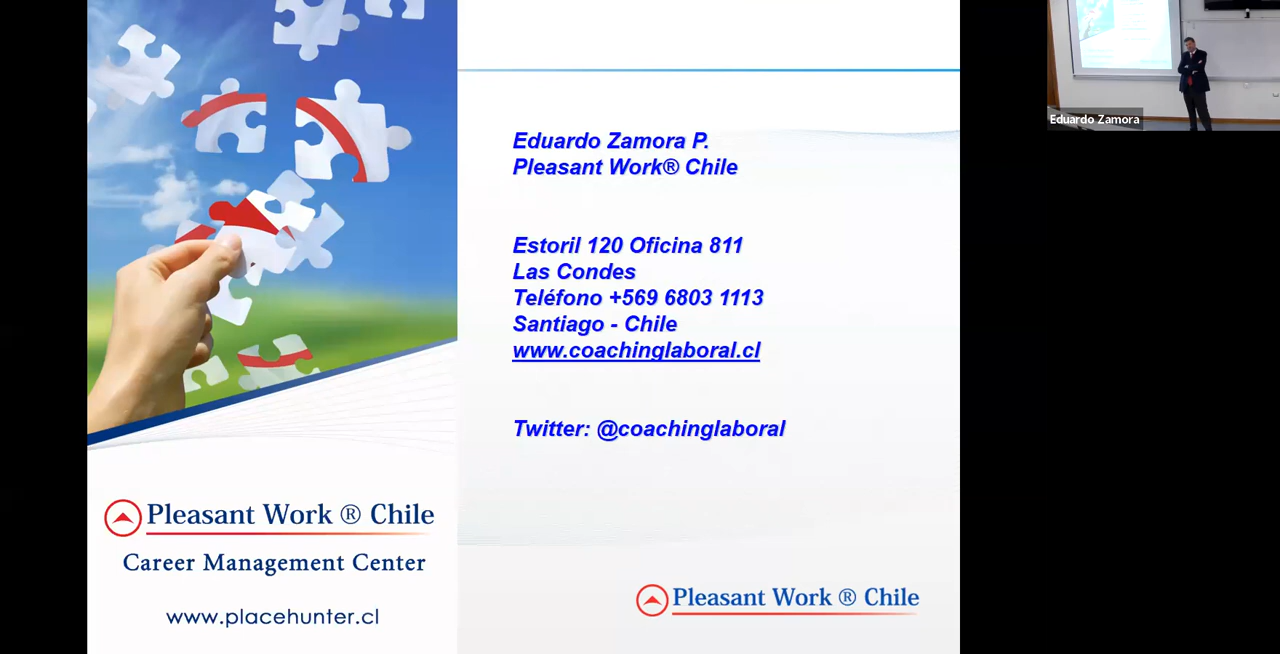 Eduardo Zamora P.
Pleasant Work® Chile
Estoril 120 Oficina 811
Las Condes
Teléfono +569 6803 1113
Santiago - Chile
www.coachinglaboral.cl
Twitter: @coachinglaboral
Pleasant Work ® Chile
Career Management Center
www.placehunter.cl
Pleasant Work ® Chile
Eduardo Zamora